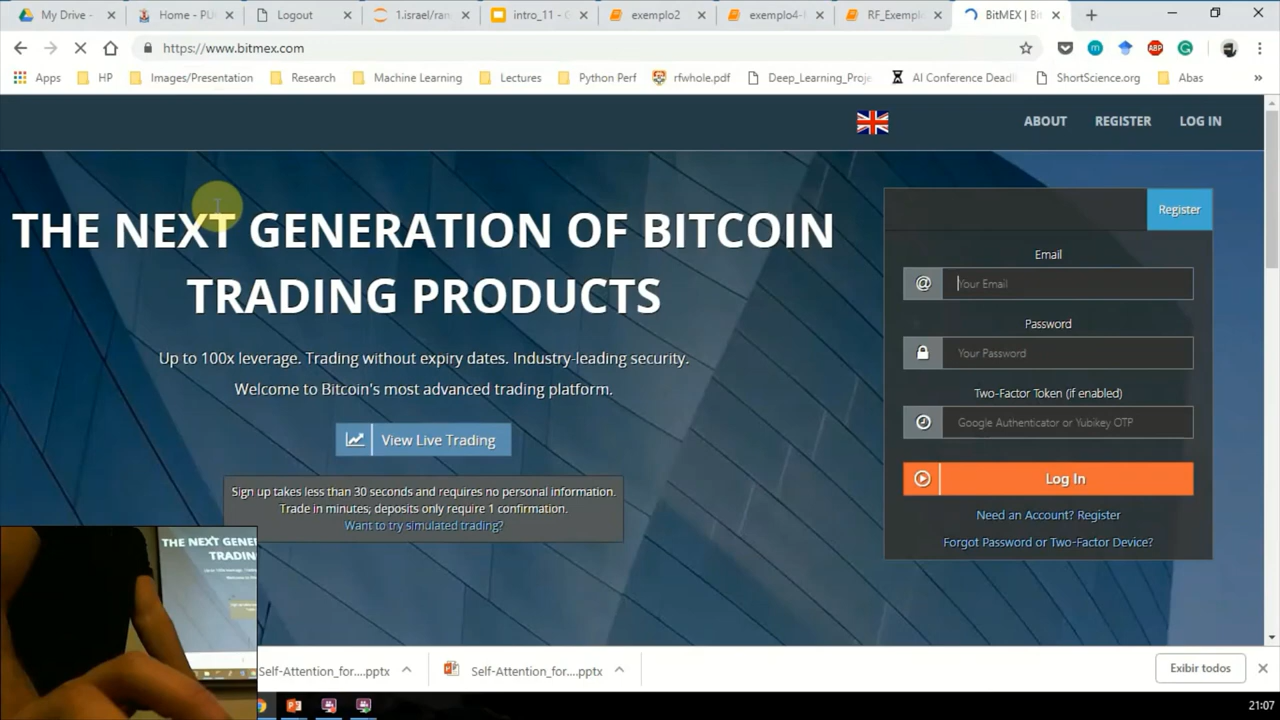 My Drive -
Home - PU
Logout
1.israel/ran
intro_11 - G
exemplo2
exemplo4-
RF_Exempl
BitMEX | Bi
https://www.bitmex.com
ABP
Apps
HP
Images/Presentation
Research
Machine Learning
Lectures
Python Perf
rfwhole.pdf
Deep_Learning_Proje
AI Conference Deadl
ShortScience.org
Abas
»
ABOUT
REGISTER
LOG IN
THE NEXT GENERATION OF BITCOIN
TRADING PRODUCTS
Up to 100x leverage. Trading without expiry dates. Industry-leading security.
Welcome to Bitcoin's most advanced trading platform.
View Live Trading
Sign up takes less than 30 seconds and requires no personal information.
Trade in minutes; deposits only require 1 confirmation.
Want to try simulated trading?
Register
Email
@ Your Email
Password
Your Password
Two-Factor Token (if enabled)
Google Authenticator or Yubikey OTP
Log In
Need an Account? Register
Forgot Password or Two-Factor Device?
THE NEXT GENE
TRADING
Self-Attention_for....pptx
Self-Attention_for....pptx
Exibir todos
21:07